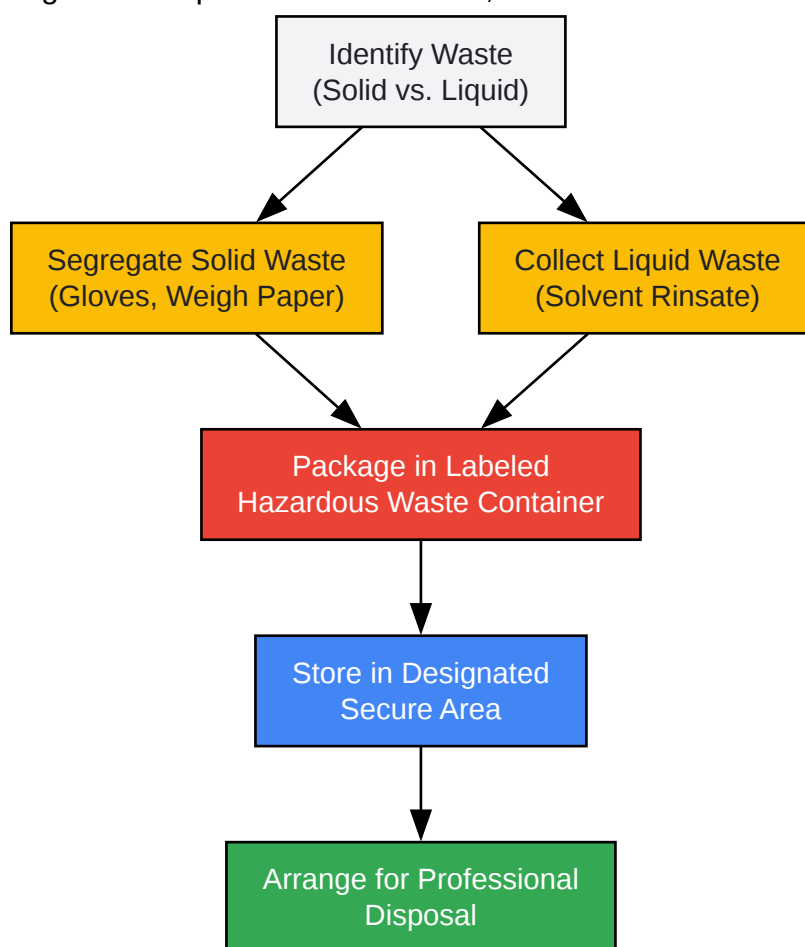 Identify Waste
(Solid vs. Liquid)
Segregate Solid Waste
(Gloves, Weigh Paper)
Collect Liquid Waste
(Solvent Rinsate)
Package in Labeled
Hazardous Waste Container
Store in Designated
Secure Area
Arrange for Professional
Disposal